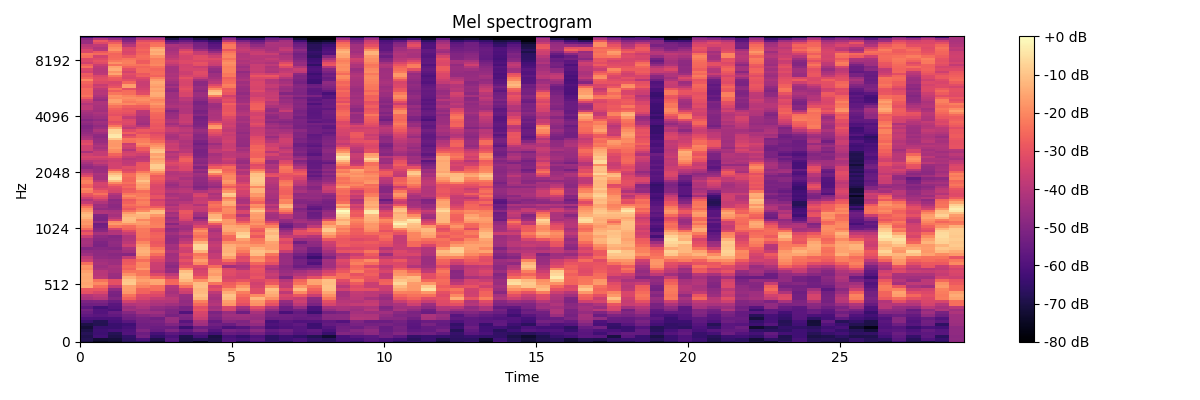 Mel spectrogram
Hz
8192
4096
2048
1024
512
0
0 5 10 15 20 25
Time
+0 dB
-10 dB
-20 dB
-30 dB
-40 dB
-50 dB
-60 dB
-70 dB
-80 dB